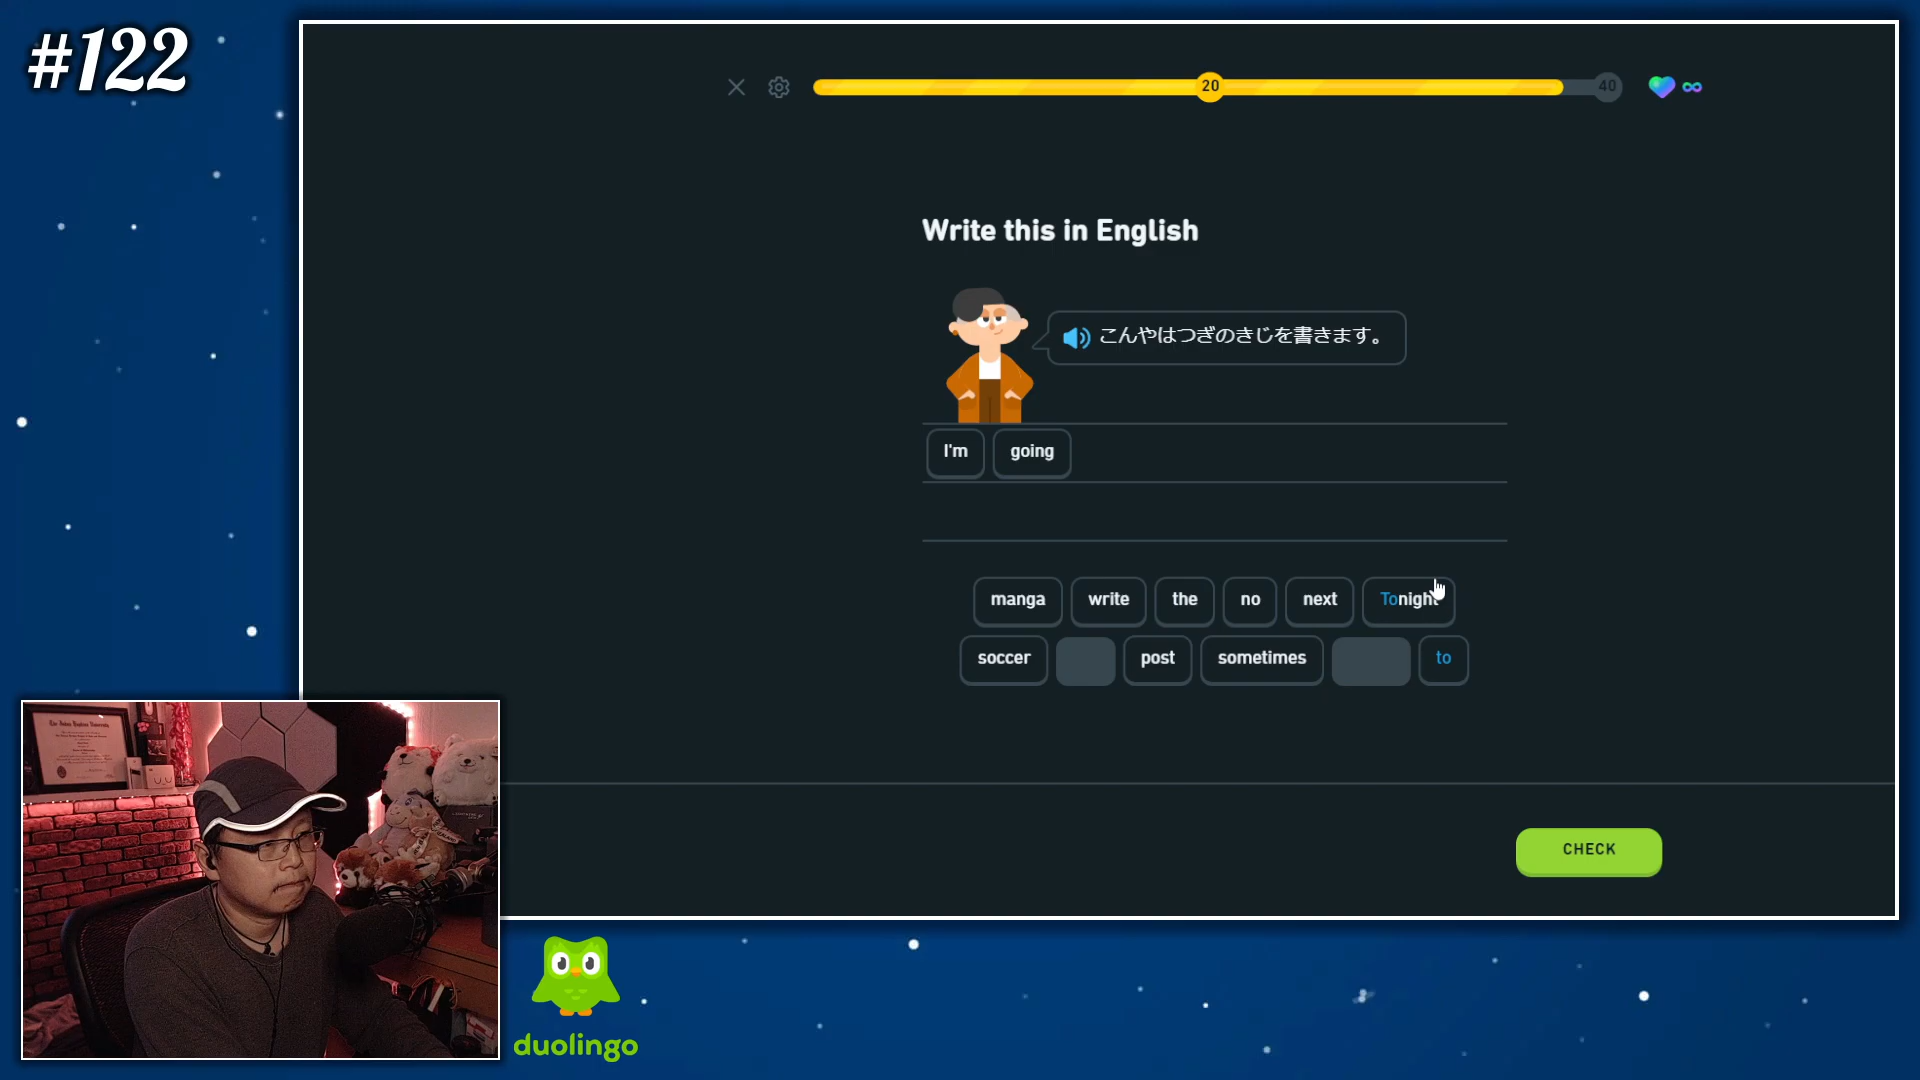 #122
20
40
Write this in English
こんやはつぎのきじを書きます。
I'm going
manga write the no next Tonight
soccer post sometimes to
CHECK
duolingo